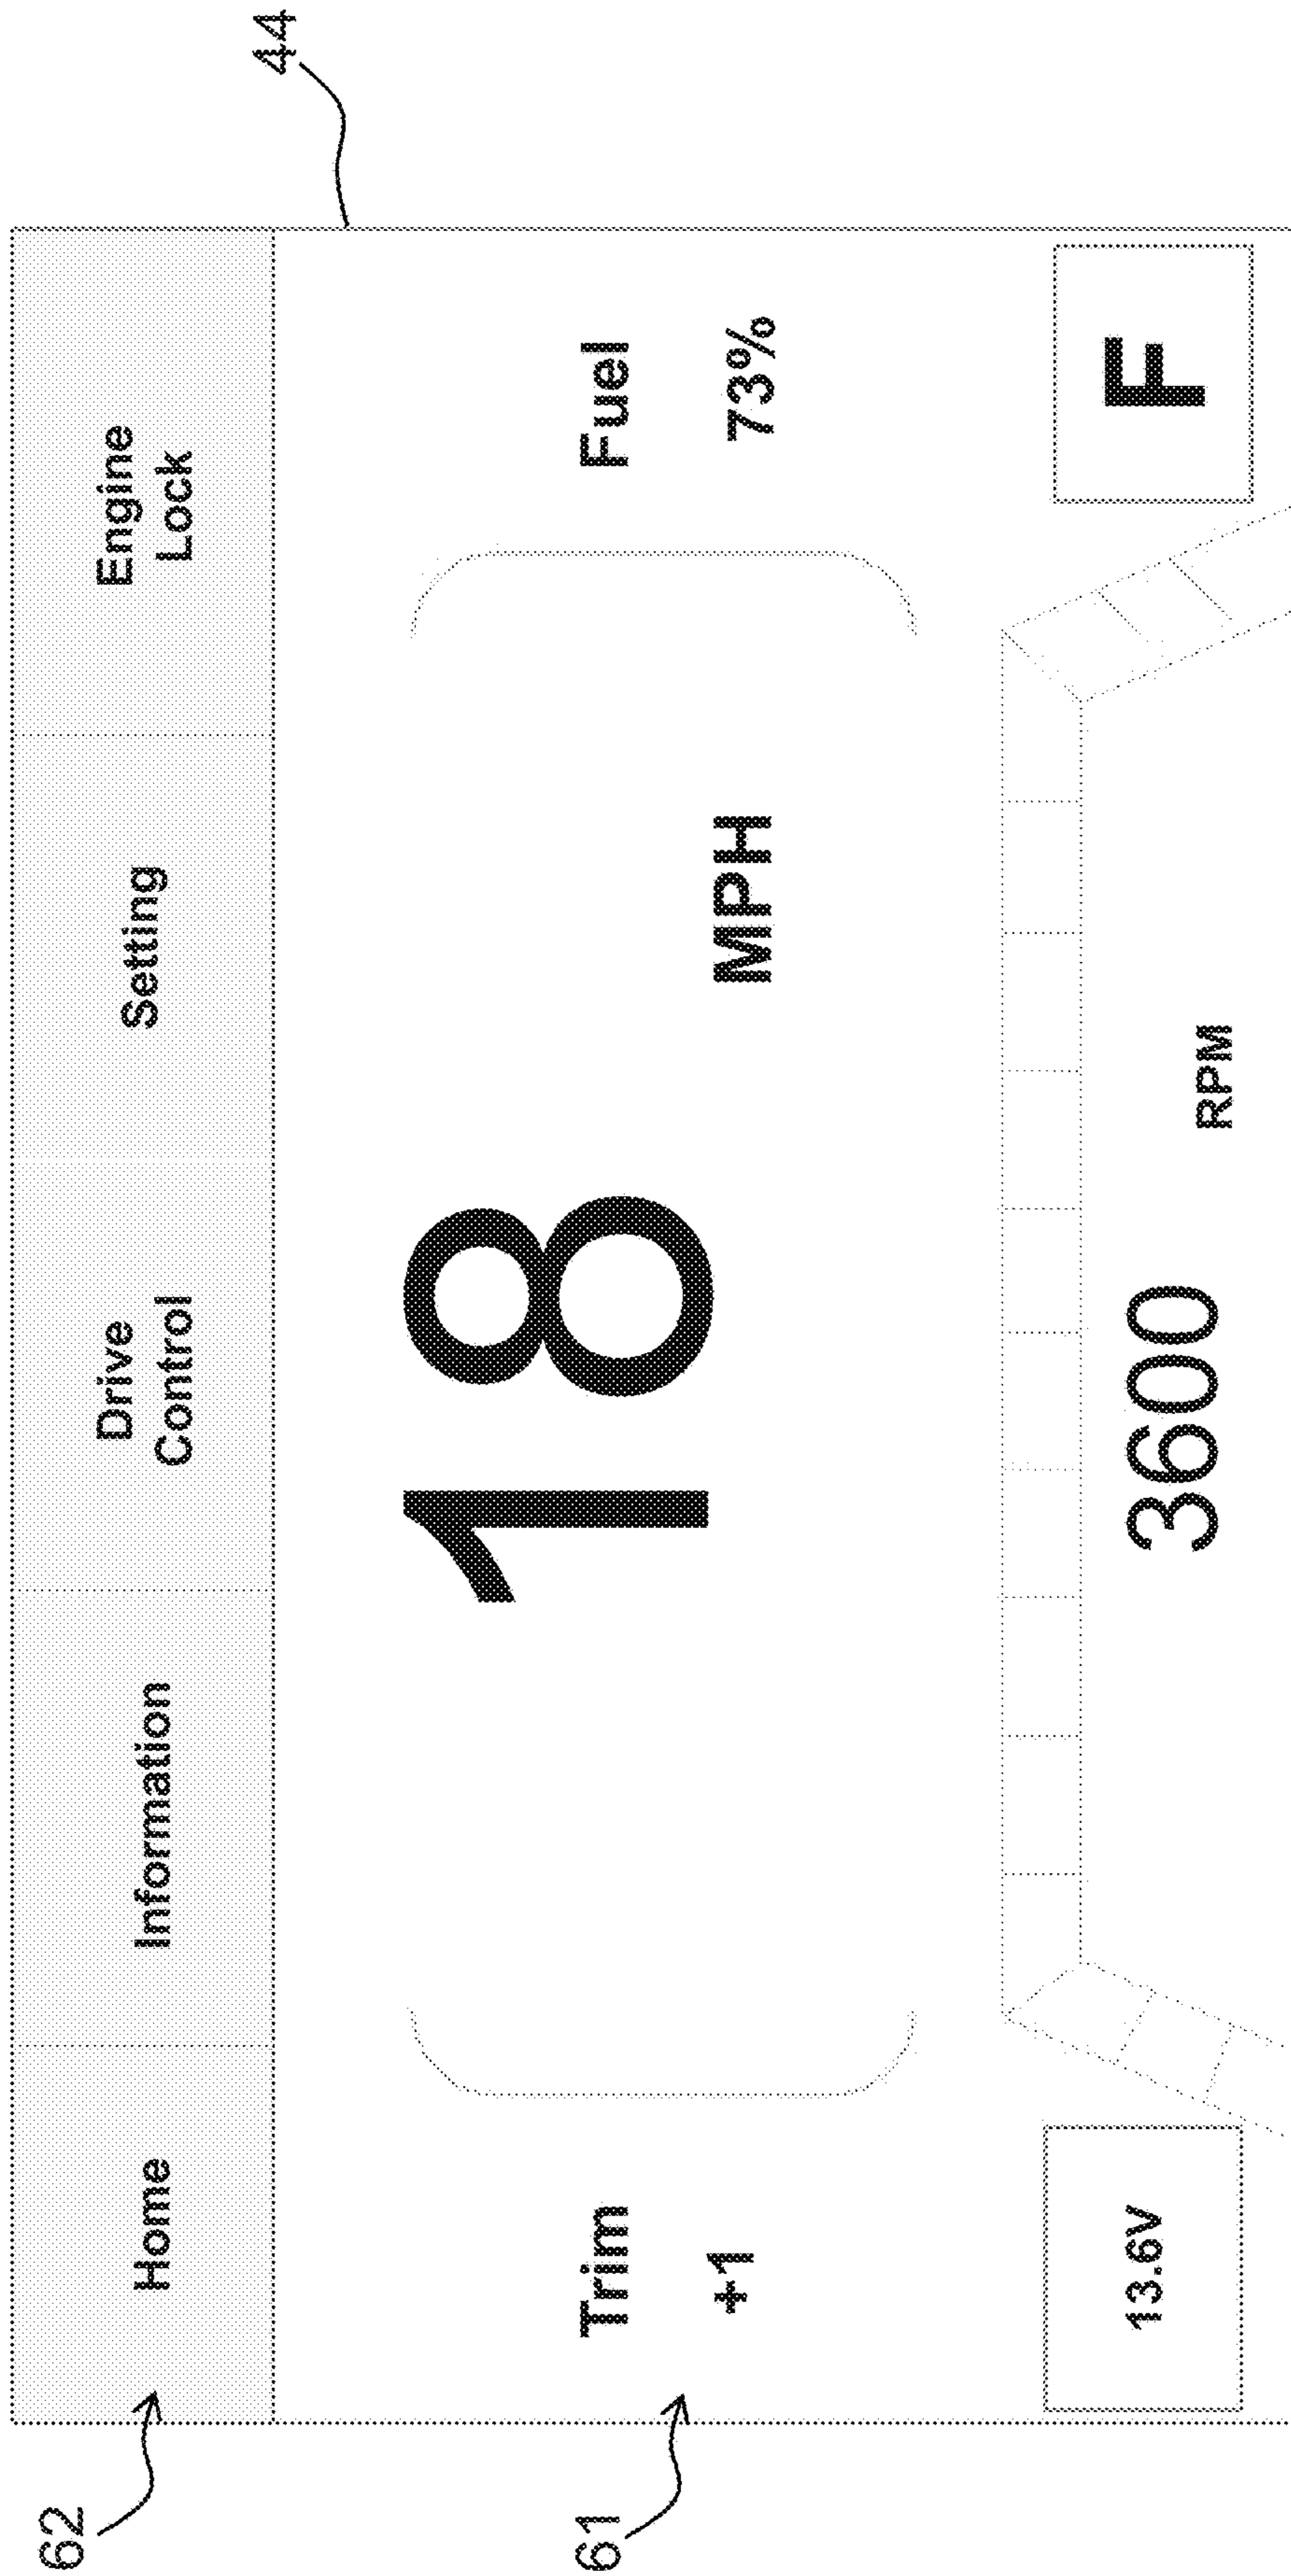 62
44
Home
Information
Drive
Control
Setting
Engine
Lock
61
Trim
+1
18
MPH
Fuel
73%
13.6V
3600
RPM
F